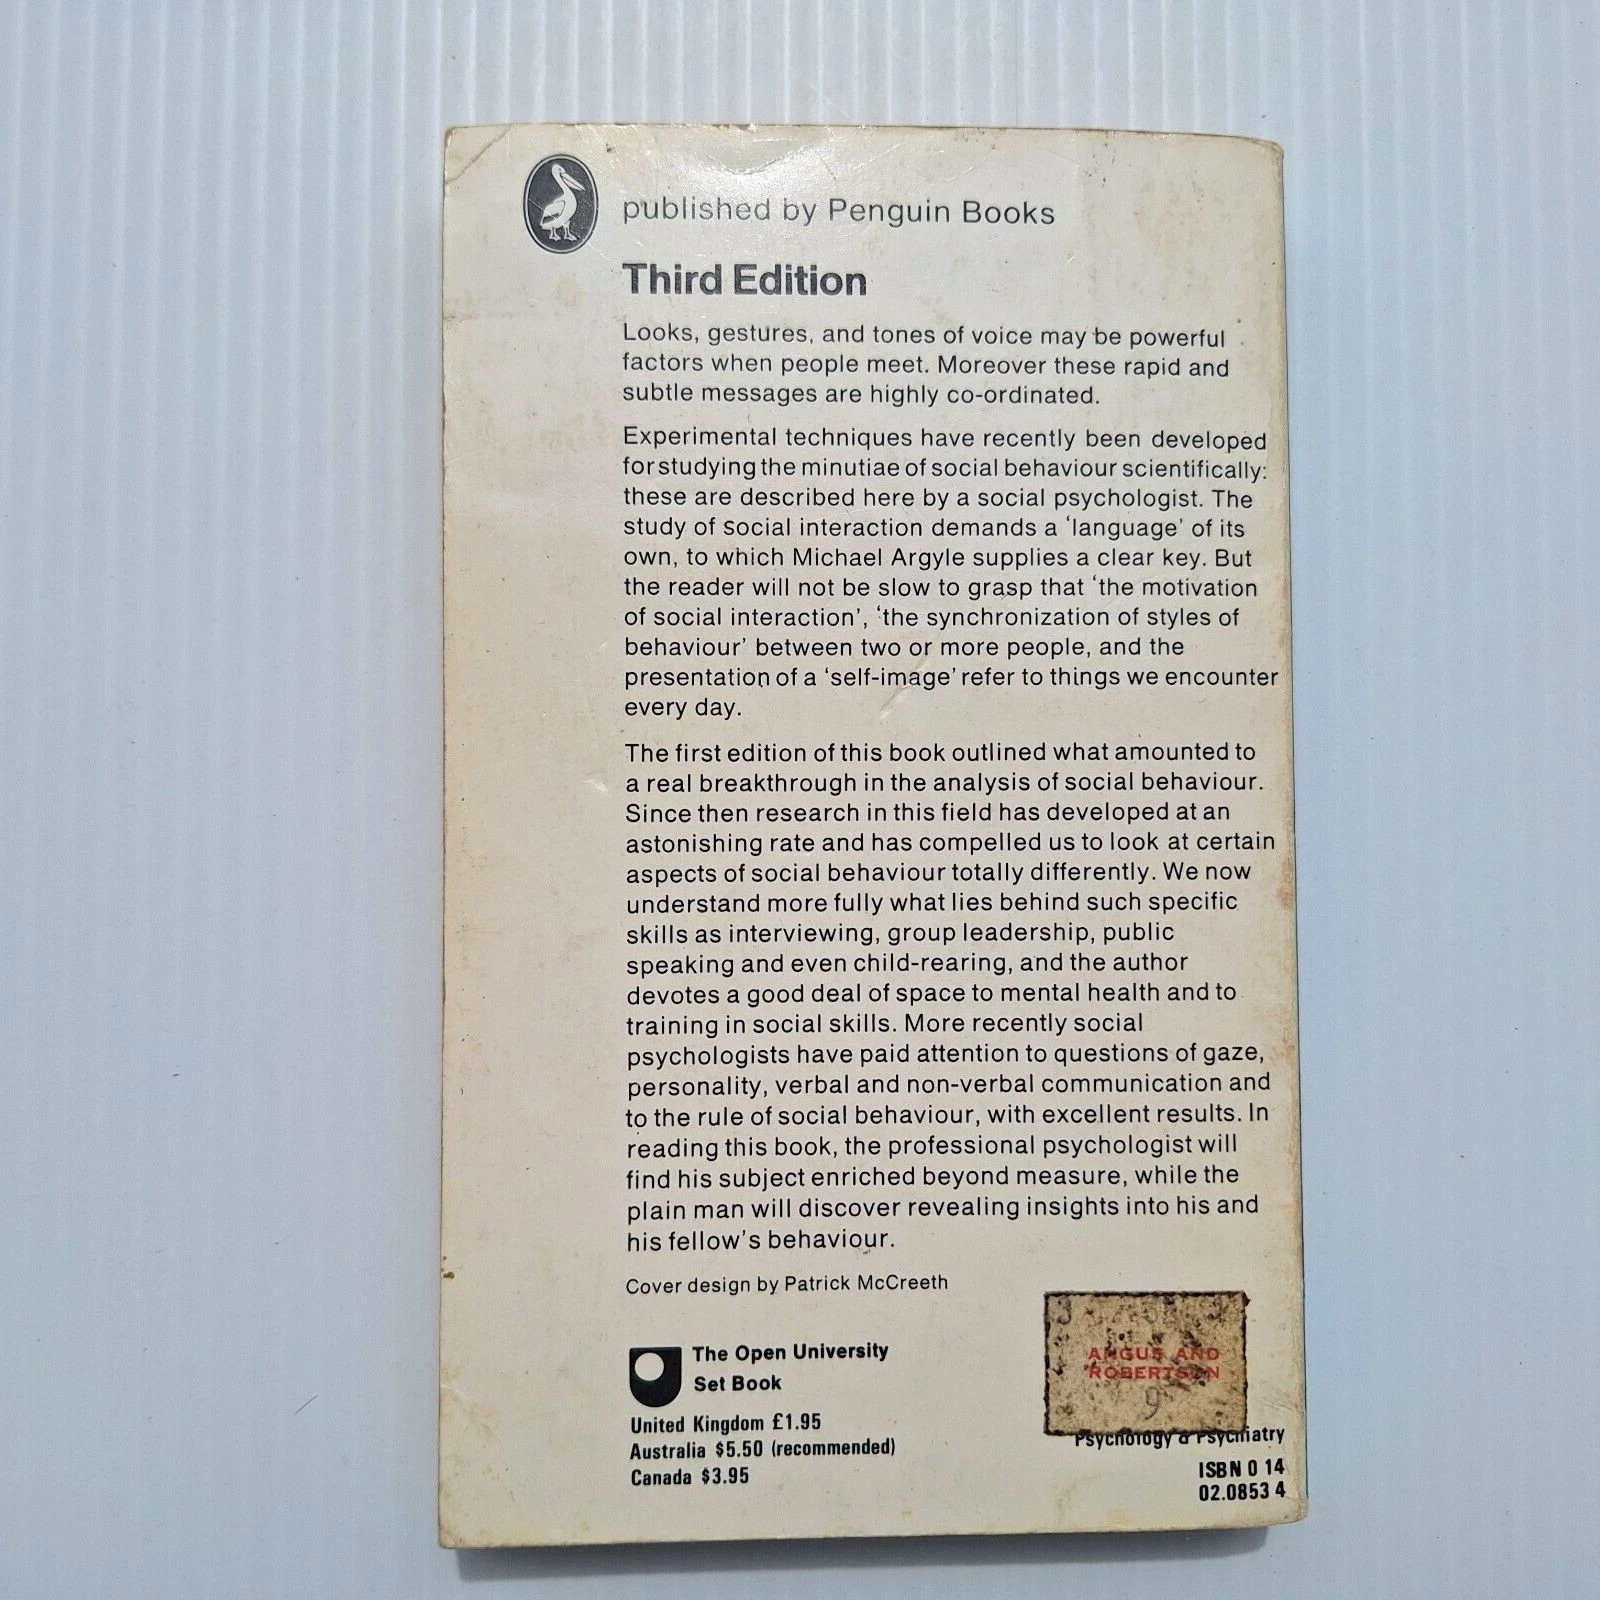 published by Penguin Books
Third Edition
Looks, gestures, and tones of voice may be powerful
factors when people meet. Moreover these rapid and
subtle messages are highly co-ordinated.
Experimental techniques have recently been developed
for studying the minutiae of social behaviour scientifically:
these are described here by a social psychologist. The
study of social interaction demands a ‘language’ of its
own, to which Michael Argyle supplies a clear key. But
the reader will not be slow to grasp that ‘the motivation
of social interaction’, ‘the synchronization of styles of
behaviour’ between two or more people, and the
presentation of a ‘self-image’ refer to things we encounter
every day.
The first edition of this book outlined what amounted to
a real breakthrough in the analysis of social behaviour.
Since then research in this field has developed at an
astonishing rate and has compelled us to look at certain
aspects of social behaviour totally differently. We now
understand more fully what lies behind such specific
skills as interviewing, group leadership, public
speaking and even child-rearing, and the author
devotes a good deal of space to mental health and to
training in social skills. More recently social
psychologists have paid attention to questions of gaze,
personality, verbal and non-verbal communication and
to the rule of social behaviour, with excellent results. In
reading this book, the professional psychologist will
find his subject enriched beyond measure, while the
plain man will discover revealing insights into his and
his fellow’s behaviour.
Cover design by Patrick McCreeth
The Open University
Set Book
United Kingdom £1.95
Australia $5.50 (recommended)
Canada $3.95
ANGUS AND
ROBERTSON
9
Psychology & Psychiatry
ISBN 0 14
02.0853 4